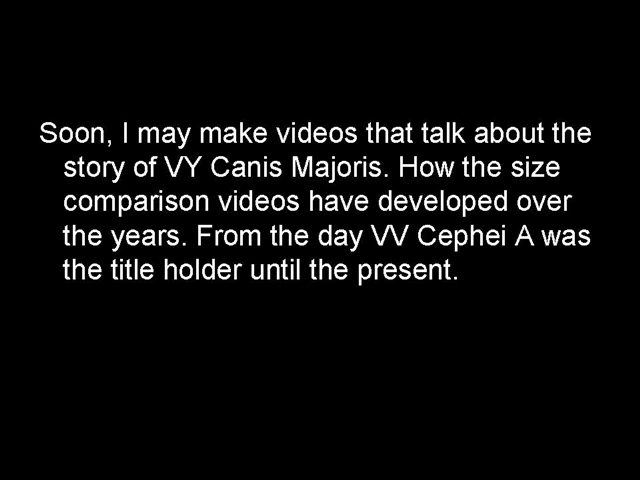 Soon, I may make videos that talk about the
story of VY Canis Majoris. How the size
comparison videos have developed over
the years. From the day VV Cephei A was
the title holder until the present.